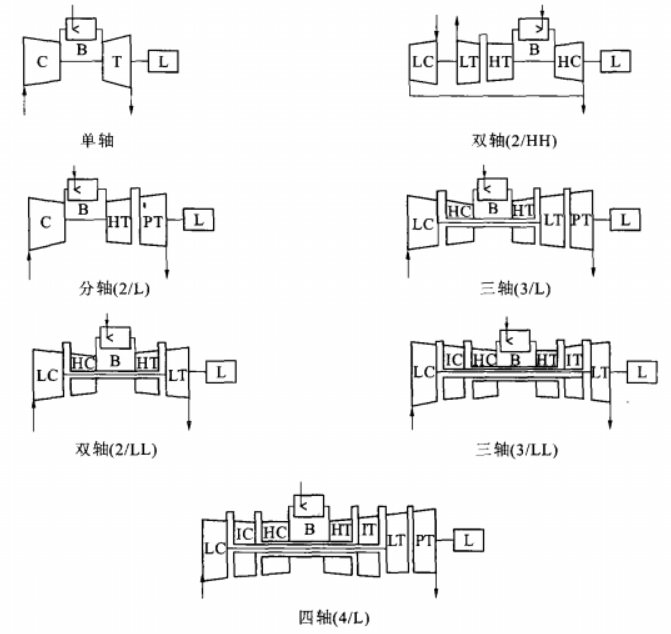 C B T L
单轴
LC LT HT B HC L
双轴(2/HH)
C B HT PT L
分轴(2/L)
LC HC B HT LT PT L
三轴(3/L)
LC HC B HT LT L
双轴(2/LL)
LC IC HC B HT IT LT L
三轴(3/LL)
LC IC HC B HT IT LT PT L
四轴(4/L)